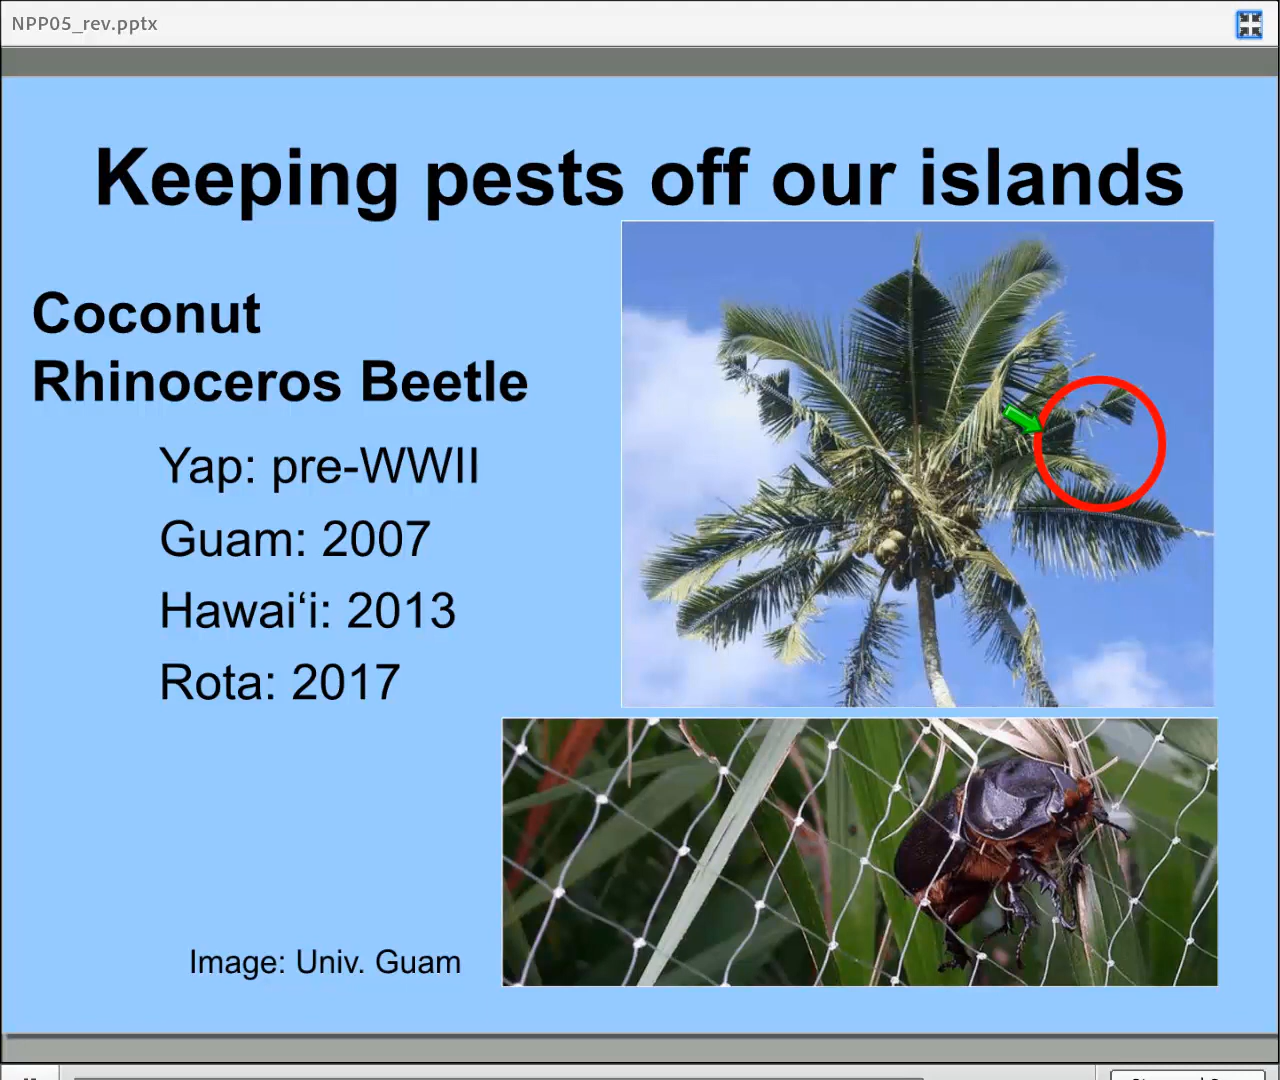 NPP05_rev.pptx
Keeping pests off our islands
Coconut
Rhinoceros Beetle
Yap: pre-WWII
Guam: 2007
Hawai‘i: 2013
Rota: 2017
Image: Univ. Guam